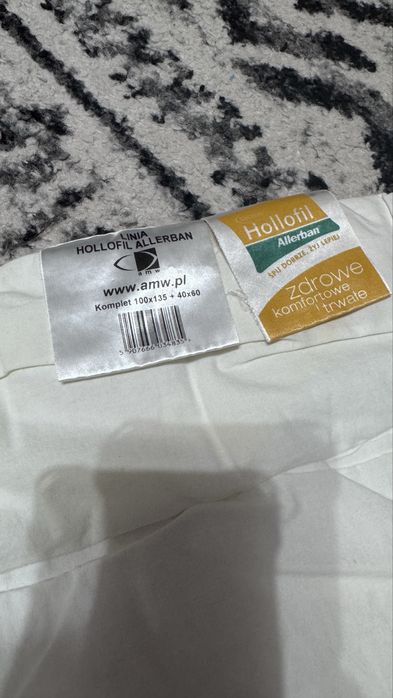 LINIA
HOLLOFIL ALLERBAN
amw
www.amw.pl
Komplet 100x135 + 40x60
Hollofil
Allerban
ŚPIJ DOBRZE, ŻYJ LEPIEJ
zdrowe
komfortowe
trwałe